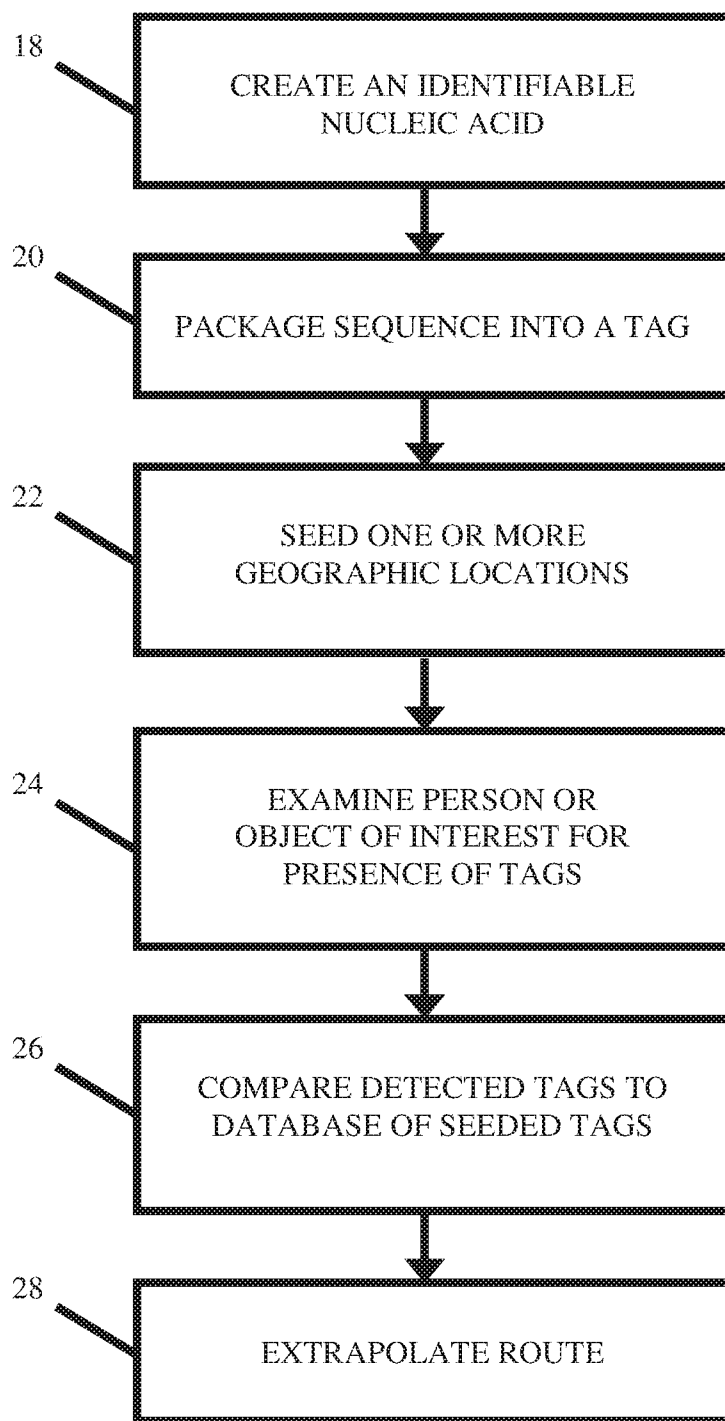 18
CREATE AN IDENTIFIABLE
NUCLEIC ACID
20
PACKAGE SEQUENCE INTO A TAG
22
SEED ONE OR MORE
GEOGRAPHIC LOCATIONS
24
EXAMINE PERSON OR
OBJECT OF INTEREST FOR
PRESENCE OF TAGS
26
COMPARE DETECTED TAGS TO
DATABASE OF SEEDED TAGS
28
EXTRAPOLATE ROUTE